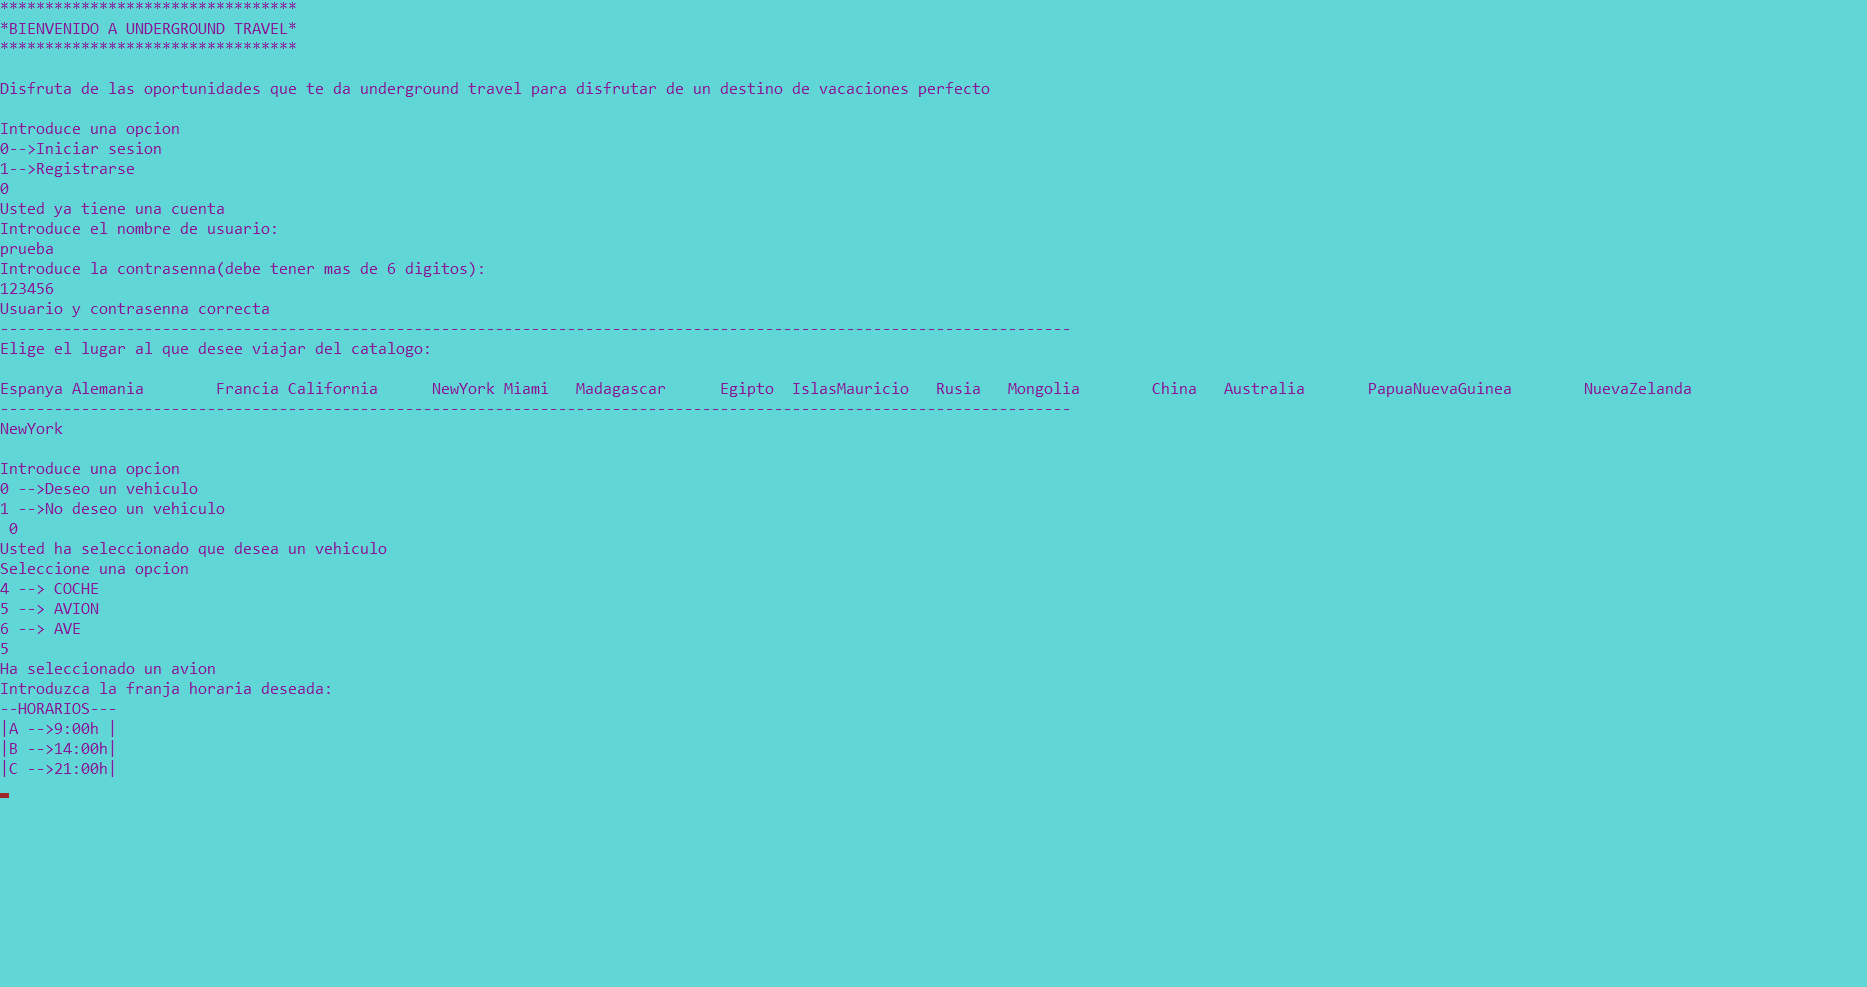 *********************************
*BIENVENIDO A UNDERGROUND TRAVEL*
*********************************
Disfruta de las oportunidades que te da underground travel para disfrutar de un destino de vacaciones perfecto
Introduce una opcion
0-->Iniciar sesion
1-->Registrarse
0
Usted ya tiene una cuenta
Introduce el nombre de usuario:
prueba
Introduce la contrasenna(debe tener mas de 6 digitos):
123456
Usuario y contrasenna correcta
-----------------------------------------------------------------------------------------------------------------------
Elige el lugar al que desee viajar del catalogo:
Espanya Alemania        Francia California      NewYork Miami   Madagascar      Egipto  IslasMauricio   Rusia   Mongolia        China   Australia       PapuaNuevaGuinea        NuevaZelanda
-----------------------------------------------------------------------------------------------------------------------
NewYork
Introduce una opcion
0 -->Deseo un vehiculo
1 -->No deseo un vehiculo
 0
Usted ha seleccionado que desea un vehiculo
Seleccione una opcion
4 --> COCHE
5 --> AVION
6 --> AVE
5
Ha seleccionado un avion
Introduzca la franja horaria deseada:
--HORARIOS---
|A -->9:00h |
|B -->14:00h|
|C -->21:00h|